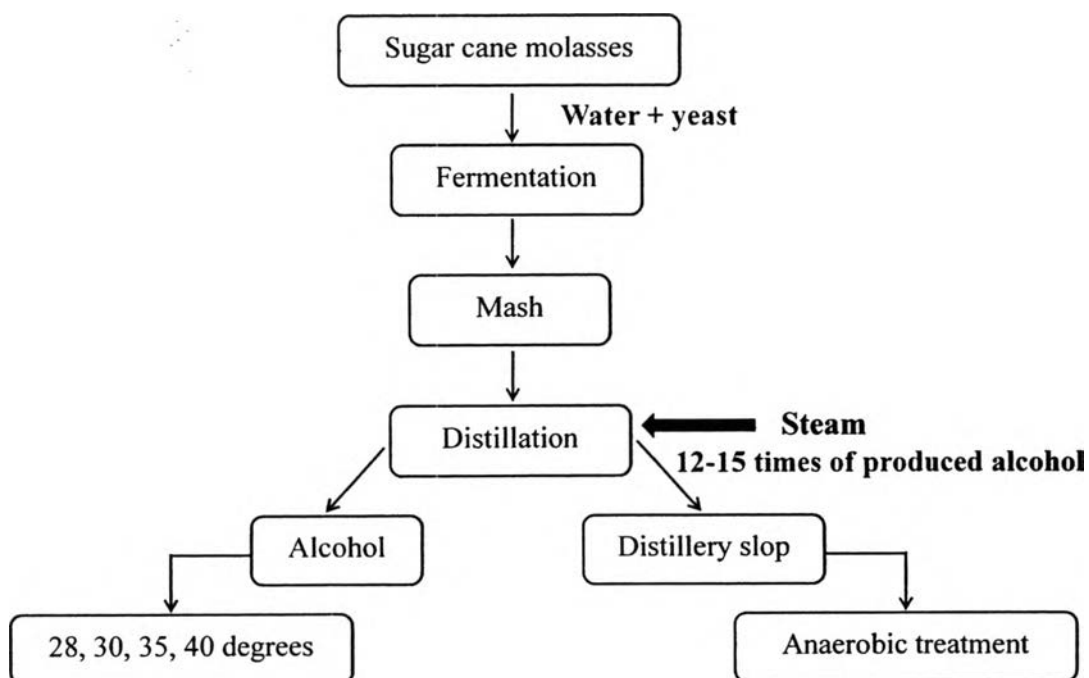 Sugar cane molasses
Water + yeast
Fermentation
Mash
Distillation
Steam
12-15 times of produced alcohol
Alcohol
Distillery slop
28, 30, 35, 40 degrees
Anaerobic treatment